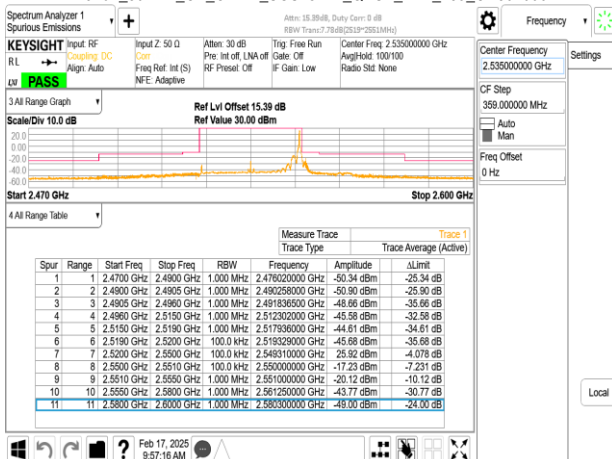 Spectrum Analyzer 1
Spurious Emissions
Attn: 15.39dB, Duty Carr: 0 dB
RBW Trans:7.78dB(2519~2551MHz)
Frequency
KEYSIGHT
Input: RF
Coupling: DC
Align: Auto
Input Z: 50 Ω
Corr
Freq Ref: Int (S)
NFE: Adaptive
Atten: 30 dB
Pre: Int off, LNA off
RF Preset: Off
Trig: Free Run
Gate: Off
IF Gain: Low
Center Freq: 2.535000000 GHz
Avg|Hold: 100/100
Radio Std: None
R L
PASS
Center Frequency
2.535000000 GHz
Settings
CF Step
359.000000 MHz
Auto
Man
Freq Offset
0 Hz
3 All Range Graph
Scale/Div 10.0 dB
Ref Lvl Offset 15.39 dB
Ref Value 30.00 dBm
20.0
0.00
-20.0
-40.0
-60.0
Start 2.470 GHz
Stop 2.600 GHz
4 All Range Table
Measure Trace Trace 1
Trace Type Trace Average (Active)
Spur Range Start Freq Stop Freq RBW Frequency Amplitude ΔLimit
1 1 2.4700 GHz 2.4900 GHz 1.000 MHz 2.476020000 GHz -50.34 dBm -25.34 dB
2 2 2.4900 GHz 2.4905 GHz 1.000 MHz 2.490258000 GHz -50.90 dBm -25.90 dB
3 3 2.4905 GHz 2.4960 GHz 1.000 MHz 2.491836500 GHz -48.66 dBm -35.66 dB
4 4 2.4960 GHz 2.5150 GHz 1.000 MHz 2.512302000 GHz -45.58 dBm -32.58 dB
5 5 2.5150 GHz 2.5190 GHz 1.000 MHz 2.517936000 GHz -44.61 dBm -34.61 dB
6 6 2.5190 GHz 2.5200 GHz 100.0 kHz 2.519329000 GHz -45.68 dBm -35.68 dB
7 7 2.5200 GHz 2.5500 GHz 100.0 kHz 2.549310000 GHz 25.92 dBm -4.078 dB
8 8 2.5500 GHz 2.5510 GHz 100.0 kHz 2.550000000 GHz -17.23 dBm -7.231 dB
9 9 2.5510 GHz 2.5550 GHz 1.000 MHz 2.551000000 GHz -20.12 dBm -10.12 dB
10 10 2.5550 GHz 2.5800 GHz 1.000 MHz 2.561250000 GHz -43.77 dBm -30.77 dB
11 11 2.5800 GHz 2.6000 GHz 1.000 MHz 2.580300000 GHz -49.00 dBm -24.00 dB
Local
Feb 17, 2025
9:57:16 AM